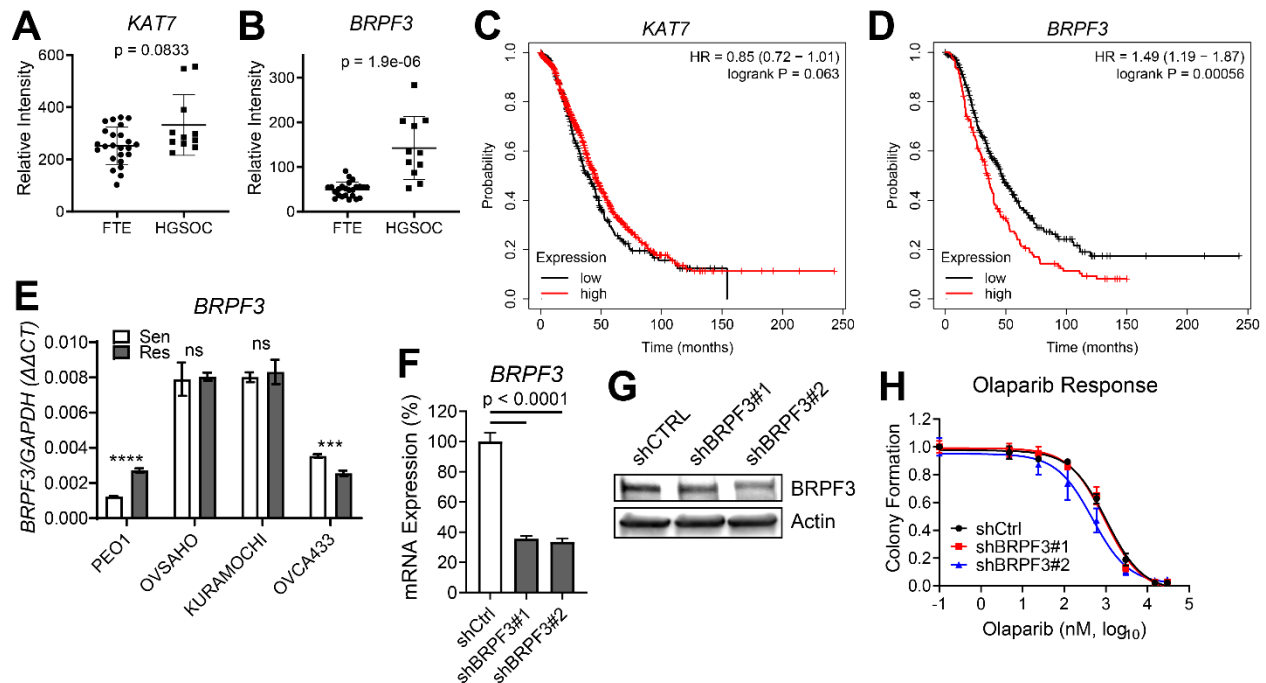 A
KAT7
p = 0.0833
Relative Intensity
600
400
200
0
FTE HGSOC
B
BRPF3
p = 1.9e-06
Relative Intensity
300
200
100
50
0
FTE HGSOC
C
KAT7
HR = 0.85 (0.72 − 1.01)
logrank P = 0.063
Probability
1.0
0.8
0.6
0.4
0.2
0.0
Expression
low
high
0 50 100 150 200 250
Time (months)
D
BRPF3
HR = 1.49 (1.19 − 1.87)
logrank P = 0.00056
Probability
1.0
0.8
0.6
0.4
0.2
0.0
Expression
low
high
0 50 100 150 200 250
Time (months)
E
BRPF3
Sen
Res
BRPF3/GAPDH (ΔΔCT)
0.010
0.008
0.006
0.004
0.002
0.000
****
ns
ns
***
PEO1
OVSAHO
KURAMOCHI
OVCA433
F
BRPF3
p < 0.0001
mRNA Expression (%)
120
100
80
60
40
20
0
shCtrl
shBRPF3#1
shBRPF3#2
G
shCTRL
shBRPF3#1
shBRPF3#2
BRPF3
Actin
H
Olaparib Response
Colony Formation
1.2
1.0
0.8
0.6
0.4
0.2
0.0
shCtrl
shBRPF3#1
shBRPF3#2
-1 0 1 2 3 4 5
Olaparib (nM, log10)